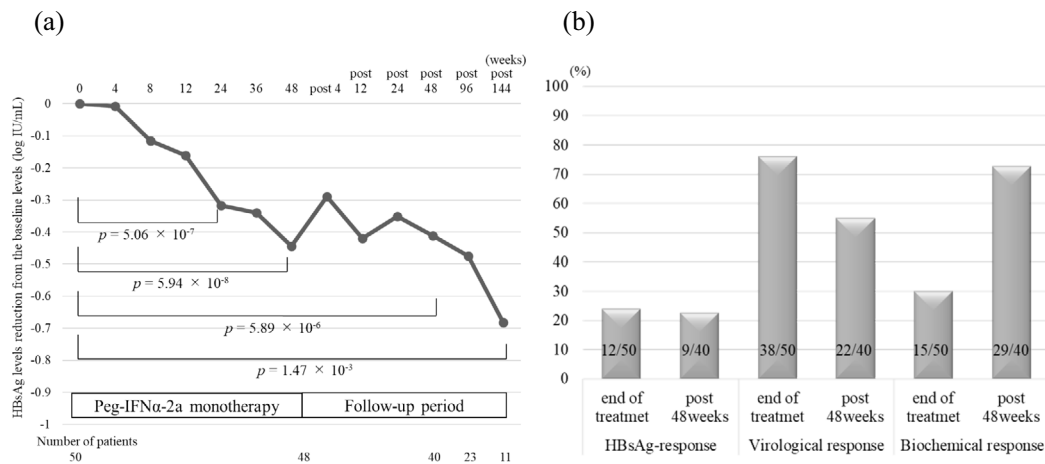 (a)
(weeks)
post post post post post
0 4 8 12 24 36 48 post 4 12 24 48 96 144
HBsAg levels reduction from the baseline levels (log IU/mL)
0
-0.1
-0.2
-0.3
-0.4
-0.5
-0.6
-0.7
-0.8
-0.9
-1
p = 5.06 × 10-7
p = 5.94 × 10-8
p = 5.89 × 10-6
p = 1.47 × 10-3
Peg-IFNα-2a monotherapy Follow-up period
Number of patients
50 48 40 23 11
(b)
(%)
100
90
80
70
60
50
40
30
20
10
0
12/50 9/40 38/50 22/40 15/50 29/40
end of post end of post end of post
treatmet 48weeks treatmet 48weeks treatmet 48weeks
HBsAg-response Virological response Biochemical response